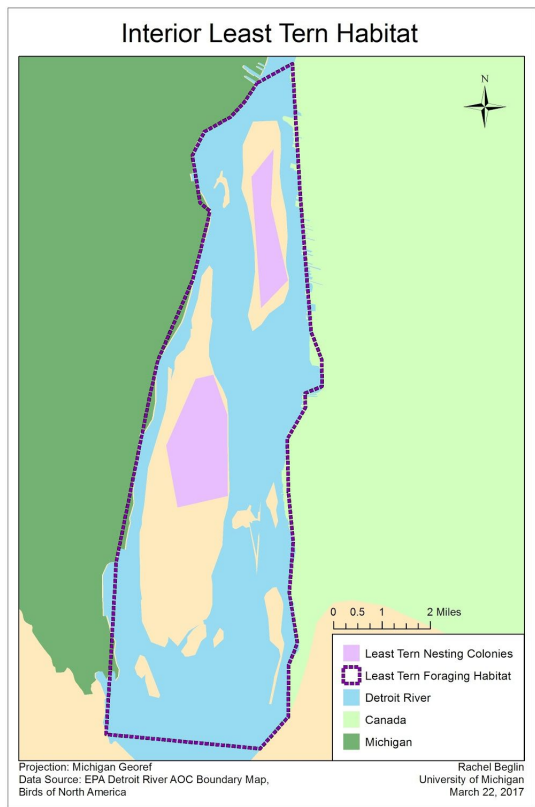 Interior Least Tern Habitat
N
0 0.5 1 2 Miles
Least Tern Nesting Colonies
Least Tern Foraging Habitat
Detroit River
Canada
Michigan
Projection: Michigan Georef
Data Source: EPA Detroit River AOC Boundary Map,
Birds of North America
Rachel Beglin
University of Michigan
March 22, 2017